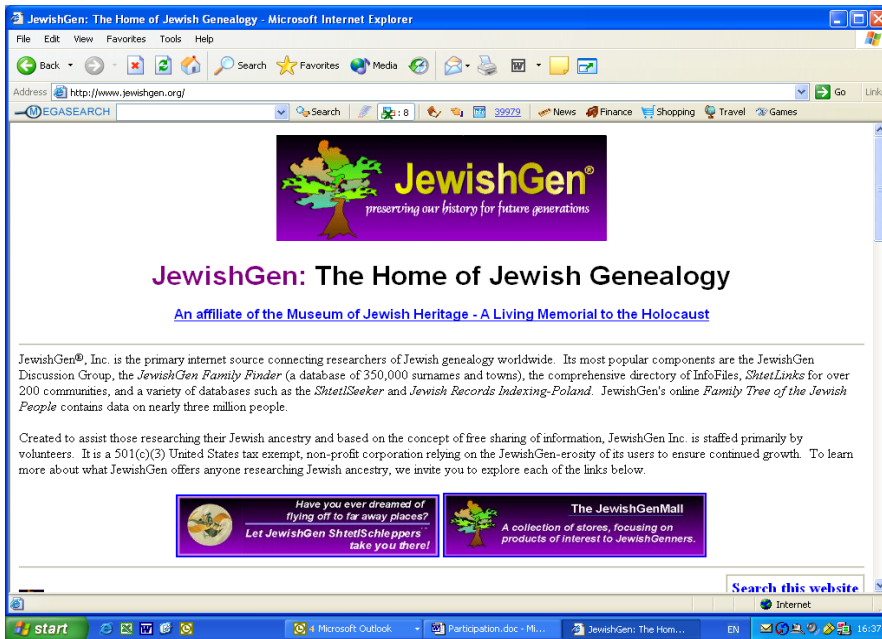 JewishGen: The Home of Jewish Genealogy - Microsoft Internet Explorer
File Edit View Favorites Tools Help
Back Search Favorites Media
Address http://www.jewishgen.org/ Go Link
MEGASEARCH Search : 8 39979 News Finance Shopping Travel Games
JewishGen®
preserving our history for future generations
JewishGen: The Home of Jewish Genealogy
An affiliate of the Museum of Jewish Heritage - A Living Memorial to the Holocaust
JewishGen®, Inc. is the primary internet source connecting researchers of Jewish genealogy worldwide. Its most popular components are the JewishGen
Discussion Group, the JewishGen Family Finder (a database of 350,000 surnames and towns), the comprehensive directory of InfoFiles, ShtetLinks for over
200 communities, and a variety of databases such as the ShtetlSeeker and Jewish Records Indexing-Poland. JewishGen's online Family Tree of the Jewish
People contains data on nearly three million people.
Created to assist those researching their Jewish ancestry and based on the concept of free sharing of information, JewishGen Inc. is staffed primarily by
volunteers. It is a 501(c)(3) United States tax exempt, non-profit corporation relying on the JewishGen-erosity of its users to ensure continued growth. To learn
more about what JewishGen offers anyone researching Jewish ancestry, we invite you to explore each of the links below.
Have you ever dreamed of
flying off to far away places?
Let JewishGen ShtetlSchleppers™
take you there!
The JewishGenMall
A collection of stores, focusing on
products of interest to JewishGenners.
Search this website
Internet
start 4 Microsoft Outlook Participation.doc - Mi... JewishGen: The Hom... EN 16:37